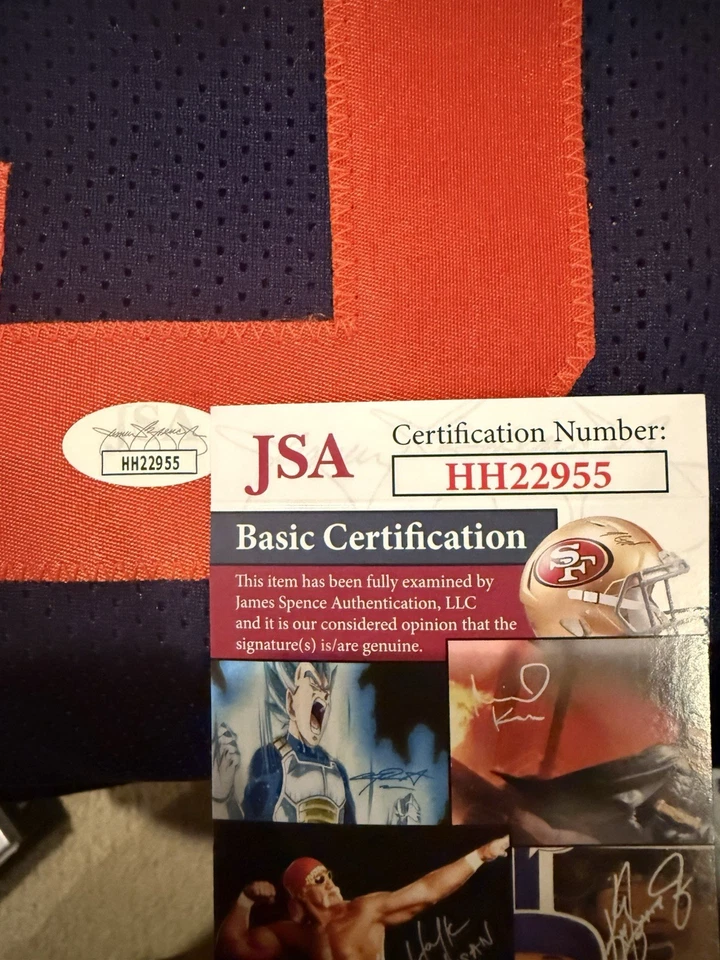 HH22955
JSA
Certification Number:
HH22955
Basic Certification
This item has been fully examined by
James Spence Authentication, LLC
and it is our considered opinion that the
signature(s) is/are genuine.
SF
Hulk